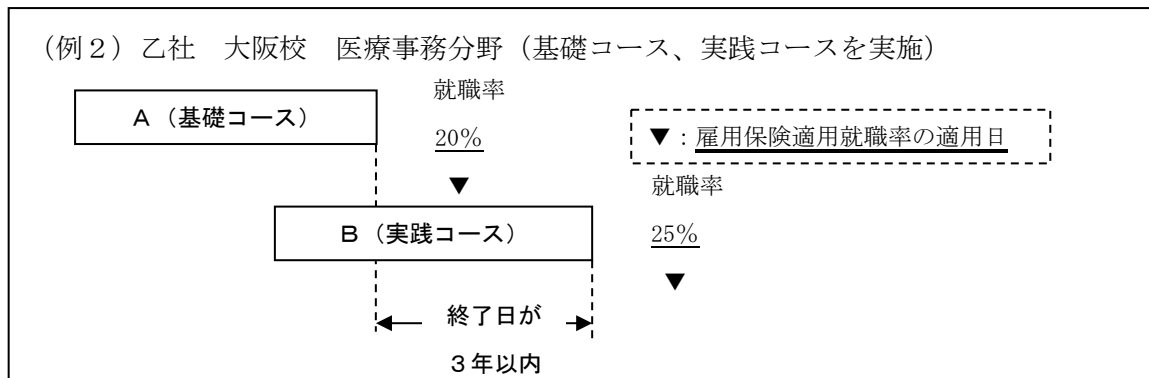 （例２）乙社　大阪校　医療事務分野（基礎コース、実践コースを実施）
就職率
Ａ（基礎コース）
20%
▼：雇用保険適用就職率の適用日
▼
就職率
Ｂ（実践コース）
25%
▼
終了日が
３年以内